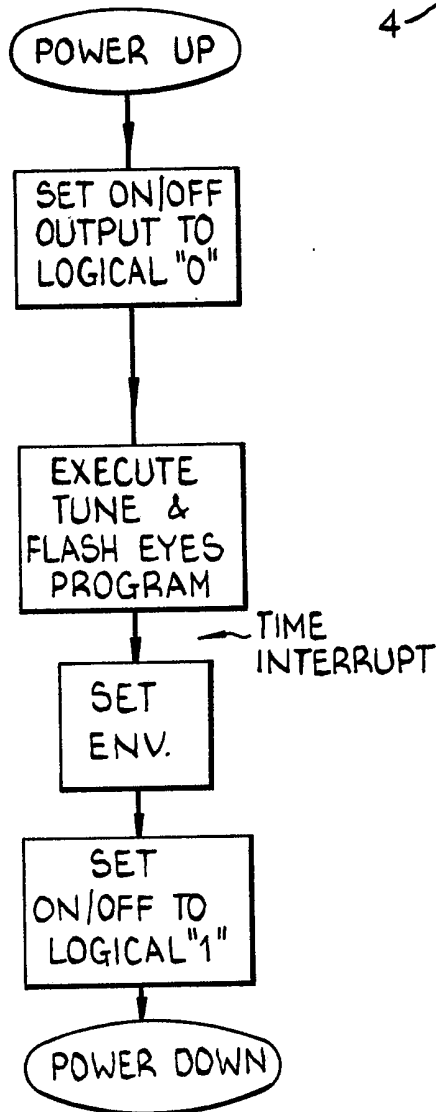 4
POWER UP
SET ON/OFF
OUTPUT TO
LOGICAL "0"
EXECUTE
TUNE &
FLASH EYES
PROGRAM
TIME
INTERRUPT
SET
ENV.
SET
ON/OFF TO
LOGICAL "1"
POWER DOWN